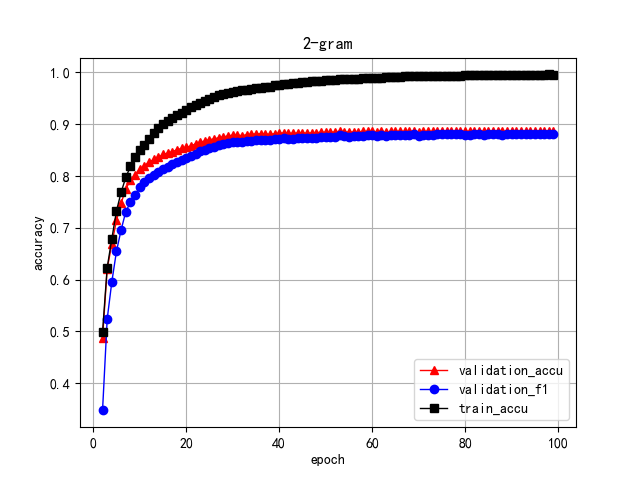 2-gram
1.0
0.9
0.8
0.7
0.6
0.5
0.4
accuracy
validation_accu
validation_f1
train_accu
0 20 40 60 80 100
epoch